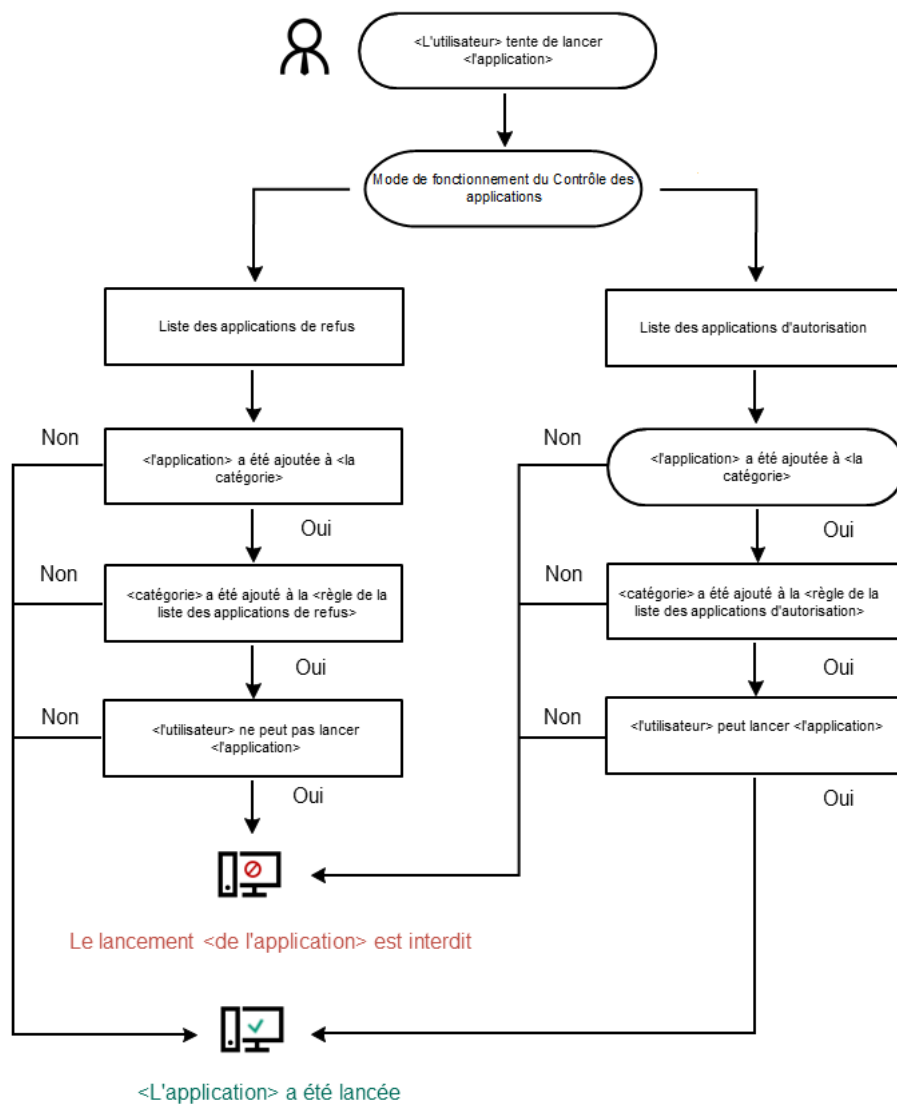 <L'utilisateur> tente de lancer
<l'application>
Mode de fonctionnement du Contrôle des
applications
Liste des applications de refus
Liste des applications d'autorisation
Non
<l'application> a été ajoutée à <la
catégorie>
Oui
Non
<l'application> a été ajoutée à <la
catégorie>
Oui
Non
<catégorie> a été ajouté à la <règle de la
liste des applications de refus>
Oui
Non
<catégorie> a été ajouté à la <règle de la
liste des applications d'autorisation>
Oui
Non
<l'utilisateur> ne peut pas lancer
<l'application>
Oui
Non
<l'utilisateur> peut lancer <l'application>
Oui
Le lancement <de l'application> est interdit
<L'application> a été lancée